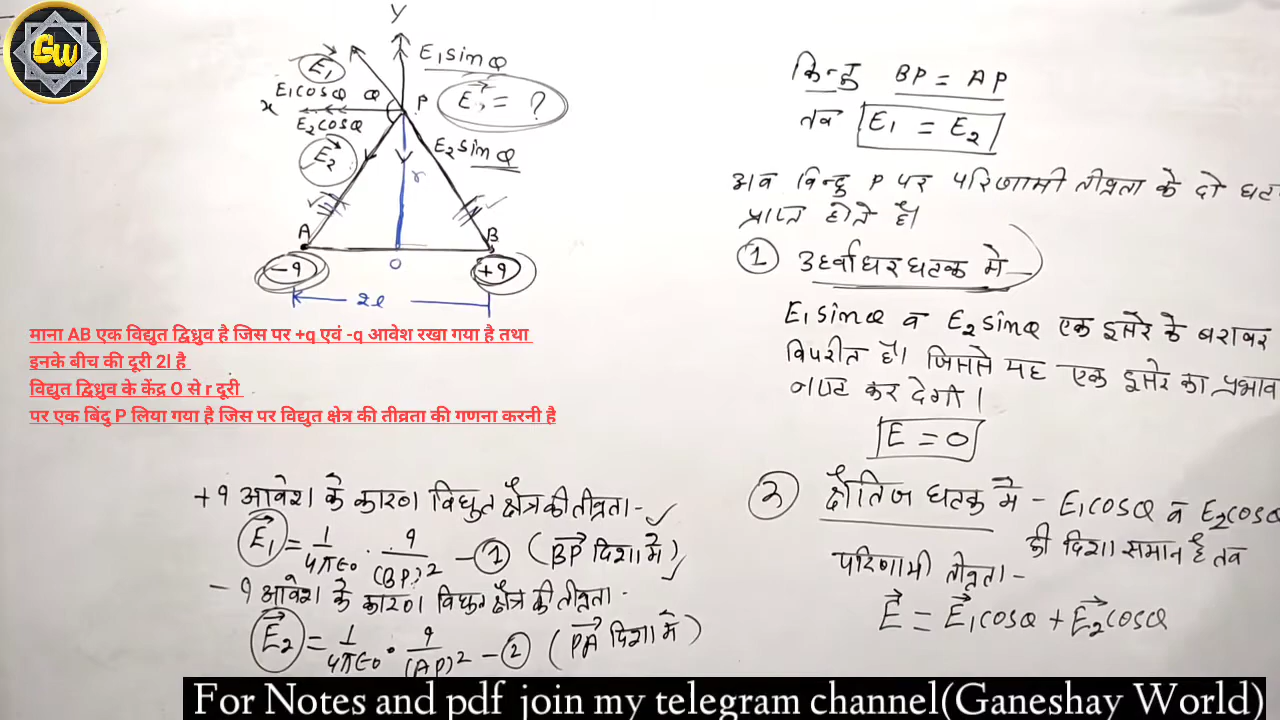 GW
Y
E₁
E₁sinθ
E₁cosθ
θ
P
E = ?
x
E₂cosθ
E₂
E₂sinθ
r
A
B
-q
O
+q
2l
माना AB एक विद्युत द्विध्रुव है जिस पर +q एवं -q आवेश रखा गया है तथा
इनके बीच की दूरी 2l है
विद्युत द्विध्रुव के केंद्र O से r दूरी
पर एक बिंदु P लिया गया है जिस पर विद्युत क्षेत्र की तीव्रता की गणना करनी है
+q आवेश के कारण विद्युत क्षेत्र की तीव्रता-
E₁ = 1/4πϵ₀ · q/(BP)² — ① (BP दिशा में)
- q आवेश के कारण विद्युत क्षेत्र की तीव्रता-
E₂ = 1/4πϵ₀ · q/(AP)² — ② (PA दिशा में)
किन्तु BP = AP
तब E₁ = E₂
अब बिन्दु P पर परिणामी तीव्रता के दो घट
प्राप्त होते है।
① उर्ध्वाधर घटक मे —
E₁sinθ व E₂sinθ एक दूसरे के बराबर
विपरीत है। जिससे यह एक दूसरे का प्रभाव
नष्ट कर देगी।
E = 0
② क्षैतिज घटक मे - E₁cosθ व E₂cosθ
की दिशा समान है तब
परिणामी तीव्रता-
E = E₁cosθ + E₂cosθ
For Notes and pdf join my telegram channel(Ganeshay World)